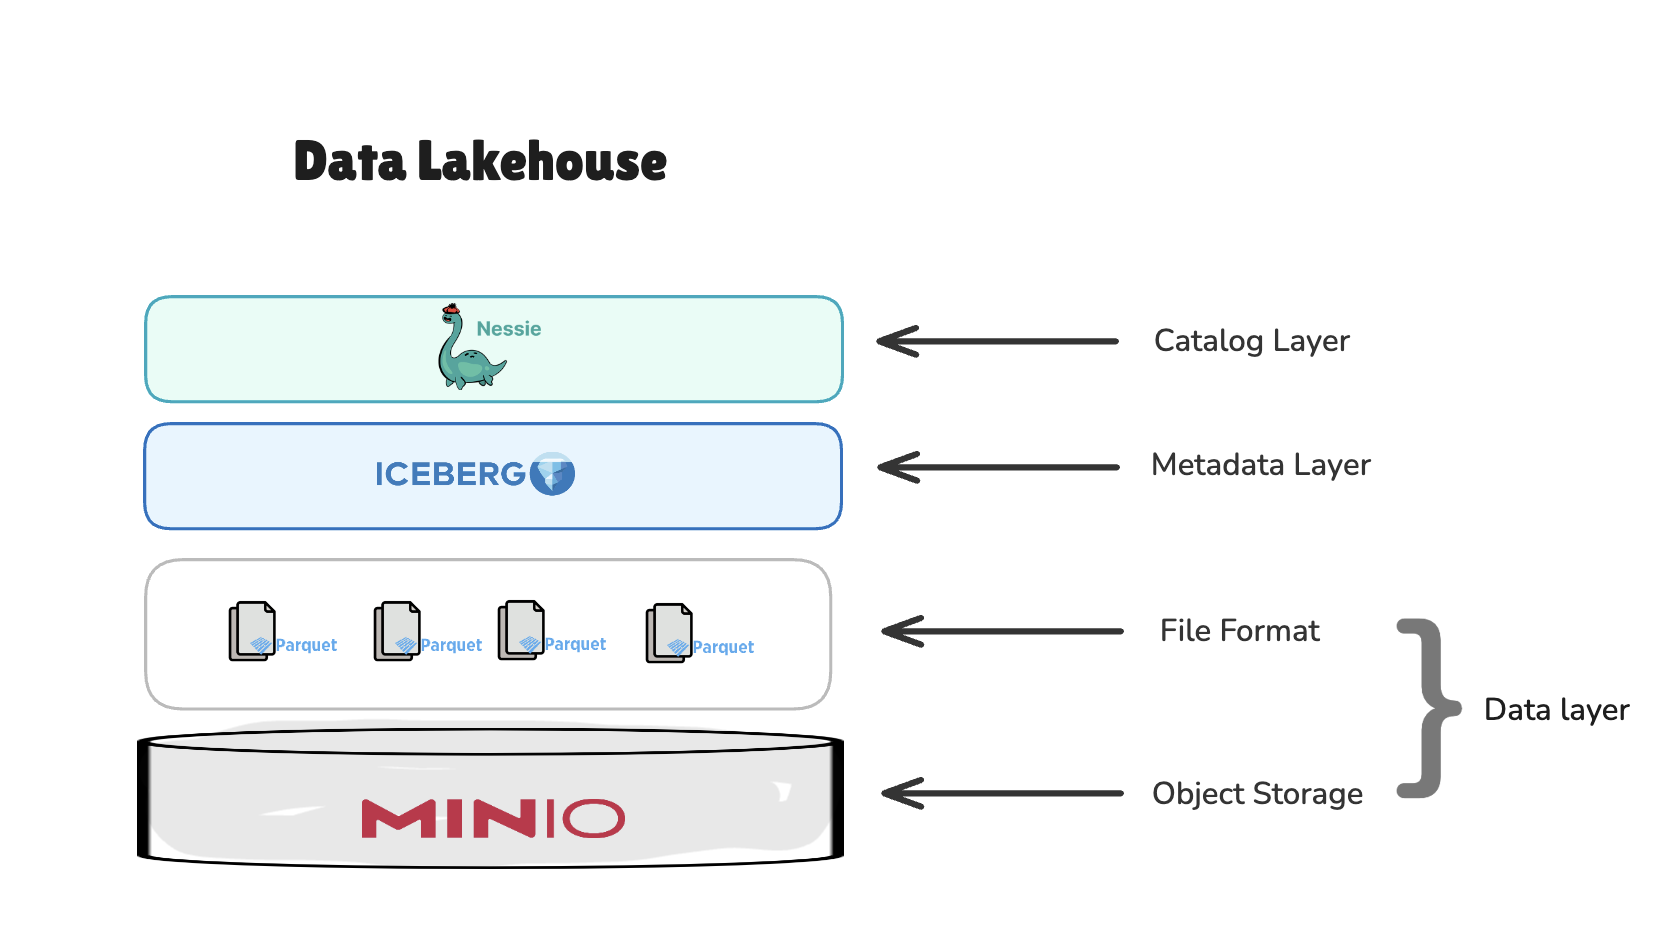 Data Lakehouse
Nessie
Catalog Layer
ICEBERG
Metadata Layer
Parquet
Parquet
Parquet
Parquet
File Format
Data layer
MINIO
Object Storage